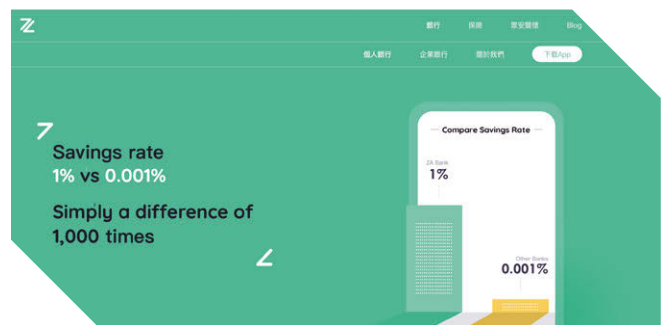 銀行 保險 眾安關懷 Blog
個人銀行 企業銀行 關於我們 下載App
Savings rate
1% vs 0.001%
Simply a difference of
1,000 times
Compare Savings Rate
ZA Bank
1%
Other Banks
0.001%